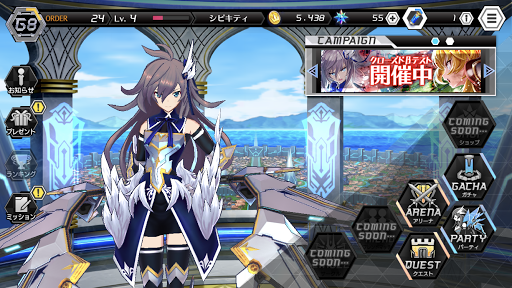 68
ORDER 24 / Lv. 4
シピキティ
5.438
55
1
CAMPAIGN
クローズドβテスト
開催中
お知らせ
プレゼント
ランキング
ミッション
COMING
SOON...
ショップ
GACHA
ガチャ
ARENA
アリーナ
PARTY
パーティ
COMING
SOON...
COMING
SOON...
QUEST
クエスト